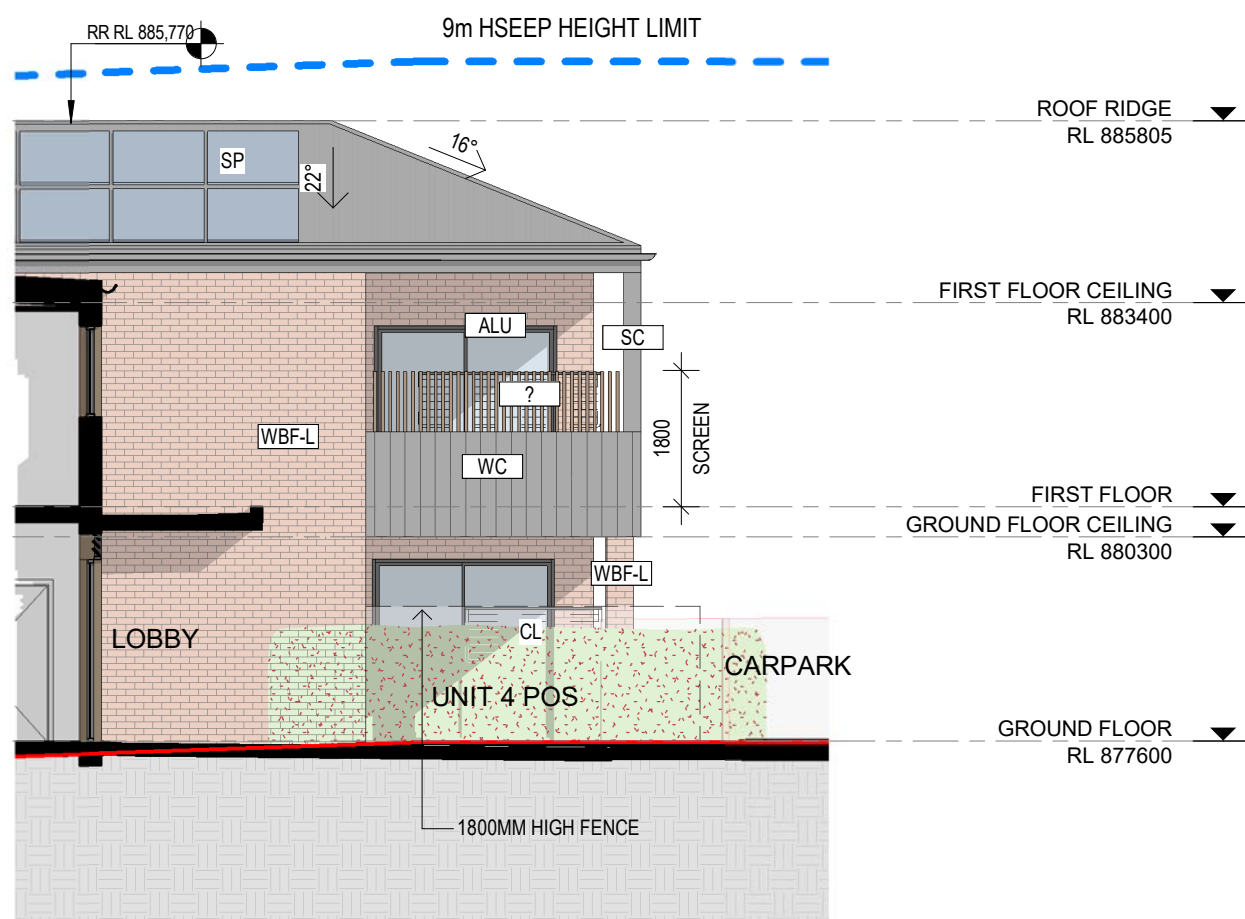 9m HSEEP HEIGHT LIMIT
RR RL 885,770
ROOF RIDGE
RL 885805
16°
SP
22°
FIRST FLOOR CEILING
RL 883400
ALU
SC
?
1800
SCREEN
WBF-L
WC
FIRST FLOOR
GROUND FLOOR CEILING
RL 880300
WBF-L
CL
LOBBY
CARPARK
UNIT 4 POS
GROUND FLOOR
RL 877600
1800MM HIGH FENCE